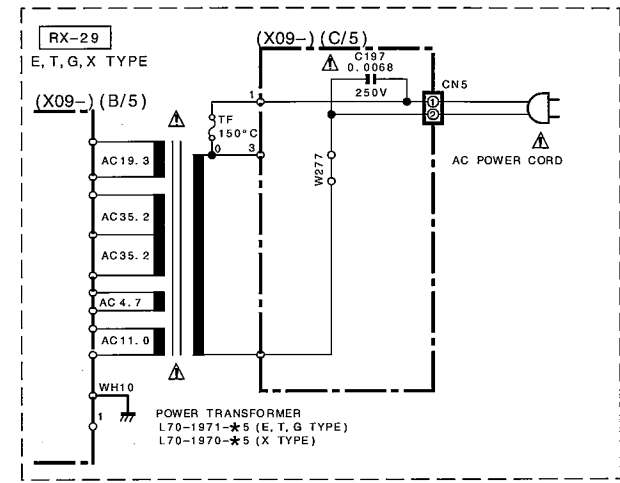 RX-29
E, T, G, X TYPE
(X09-) (B/5)
(X09-) (C/5)
C197
0.0068
250V
CN5
1
2
AC POWER CORD
1
TF
150°C
0
3
W277
AC19.3
AC35.2
AC35.2
AC4.7
AC11.0
WH10
1
POWER TRANSFORMER
L70-1971-★5 (E, T, G TYPE)
L70-1970-★5 (X TYPE)